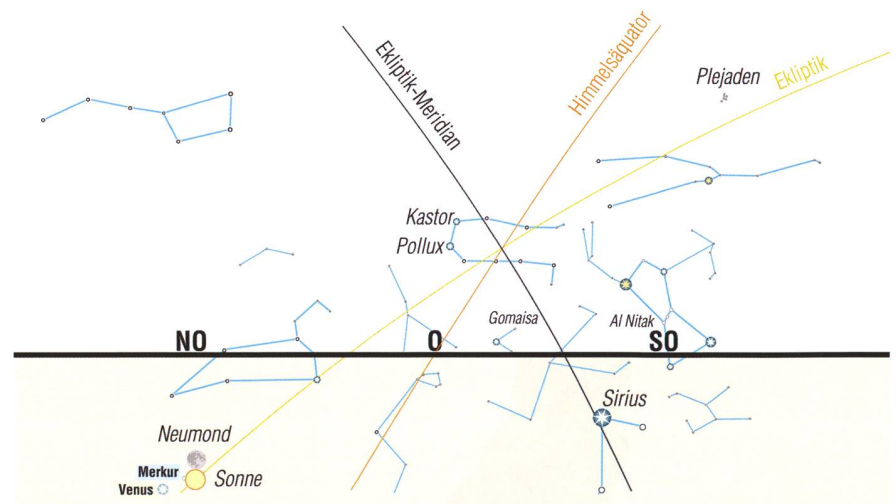 Ekliptik-Meridian
Himmelsäquator
Plejaden
Ekliptik
Kastor
Pollux
Gomaisa
Al Nitak
NO
O
SO
Sirius
Neumond
Merkur
Sonne
Venus